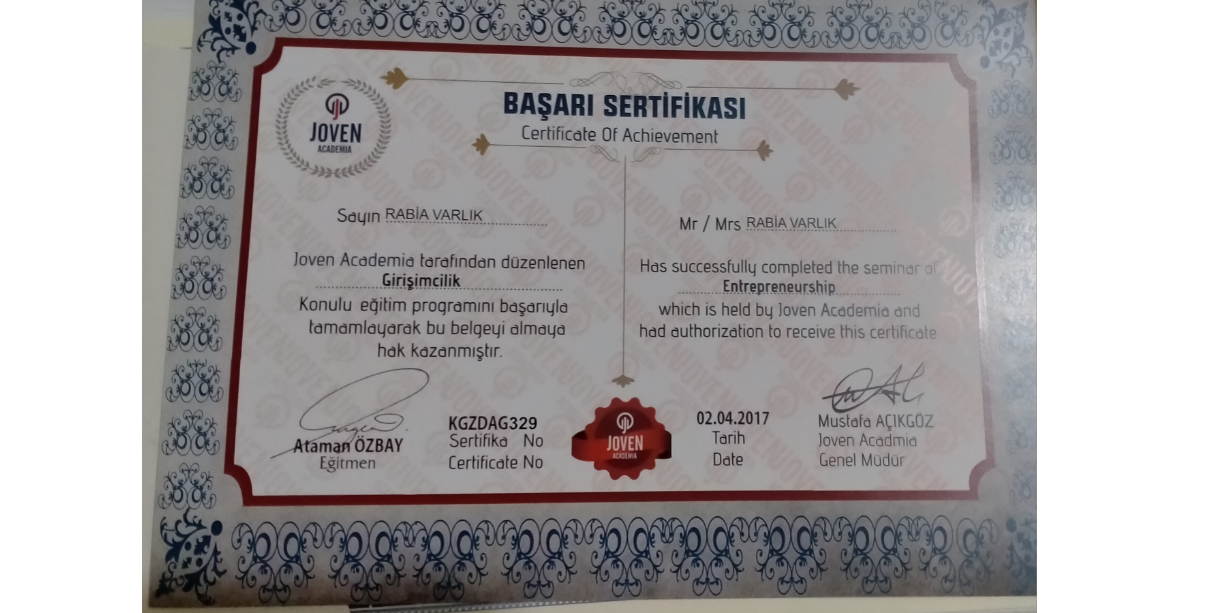 JOVEN
ACADEMIA
BAŞARI SERTİFİKASI
Certificate Of Achievement
Sayın RABİA VARLIK
Joven Academia tarafından düzenlenen
Girişimcilik
Konulu eğitim programını başarıyla
tamamlayarak bu belgeyi almaya
hak kazanmıştır.
Mr / Mrs RABİA VARLIK
Has successfully completed the seminar of
Entrepreneurship
which is held by Joven Academia and
had authorization to receive this certificate
Ataman ÖZBAY
Eğitmen
KGZDAG329
Sertifika No
Certificate No
JOVEN
ACADEMIA
02.04.2017
Tarih
Date
Mustafa AÇIKGÖZ
Joven Acadmia
Genel Müdür